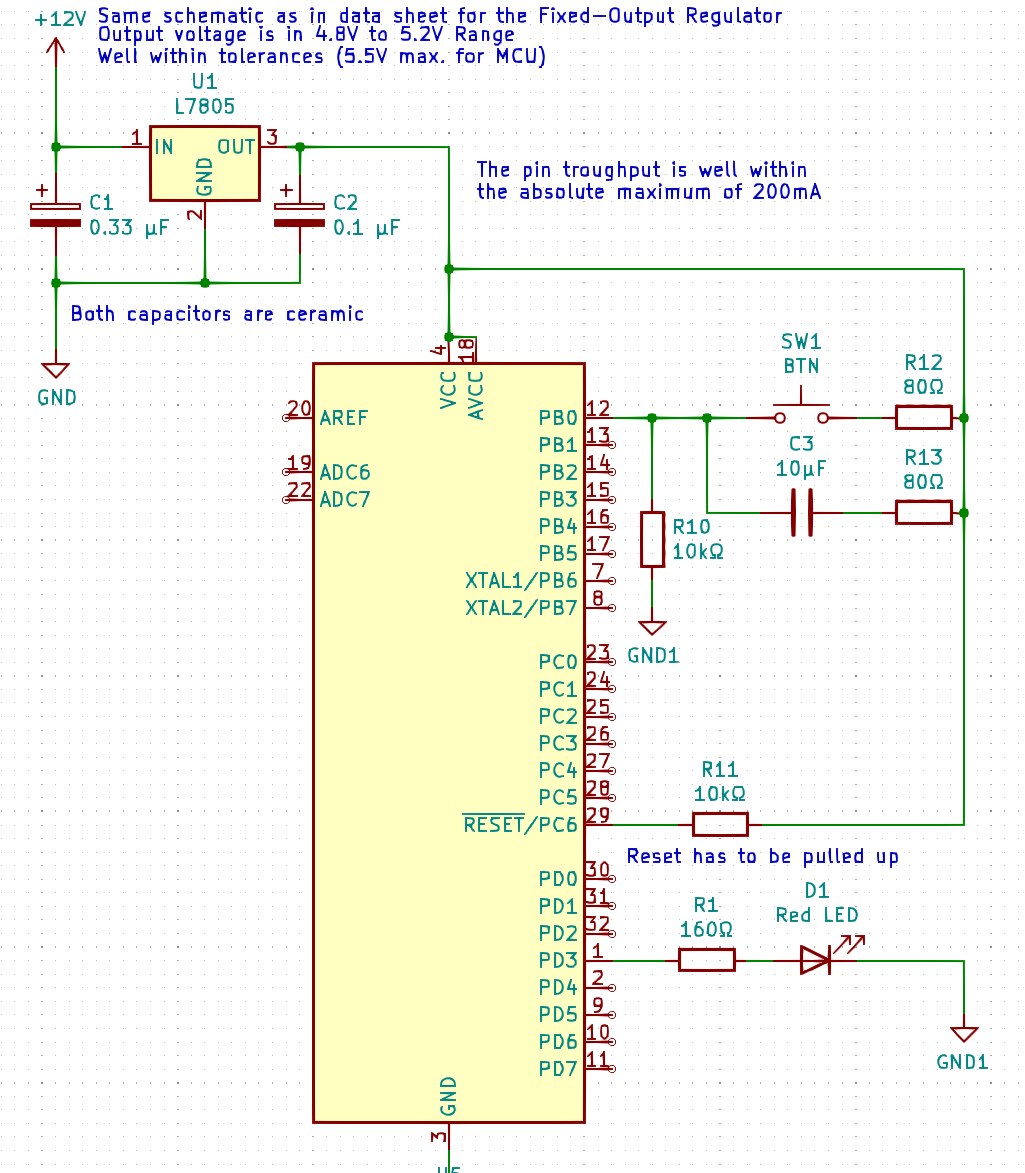 +12V
Same schematic as in data sheet for the Fixed-Output Regulator
Output voltage is in 4.8V to 5.2V Range
Well within tolerances (5.5V max. for MCU)
U1
L7805
1
IN
OUT
3
GND
2
C1
0.33 µF
C2
0.1 µF
The pin troughput is well within
the absolute maximum of 200mA
Both capacitors are ceramic
GND
4
18
VCC
AVCC
20
AREF
19
ADC6
22
ADC7
PB0
12
PB1
13
PB2
14
PB3
15
PB4
16
PB5
17
XTAL1/PB6
7
XTAL2/PB7
8
PC0
23
PC1
24
PC2
25
PC3
26
PC4
27
PC5
28
RESET/PC6
29
PD0
30
PD1
31
PD2
32
PD3
1
PD4
2
PD5
9
PD6
10
PD7
11
GND
3
SW1
BTN
R12
80Ω
C3
10µF
R13
80Ω
R10
10kΩ
GND1
R11
10kΩ
Reset has to be pulled up
R1
160Ω
D1
Red LED
GND1